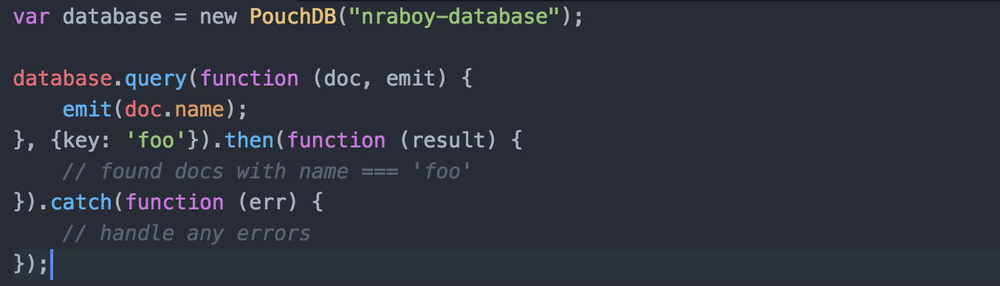 var database = new PouchDB("nraboy-database");
database.query(function (doc, emit) {
    emit(doc.name);
}, {key: 'foo'}).then(function (result) {
    // found docs with name === 'foo'
}).catch(function (err) {
    // handle any errors
});